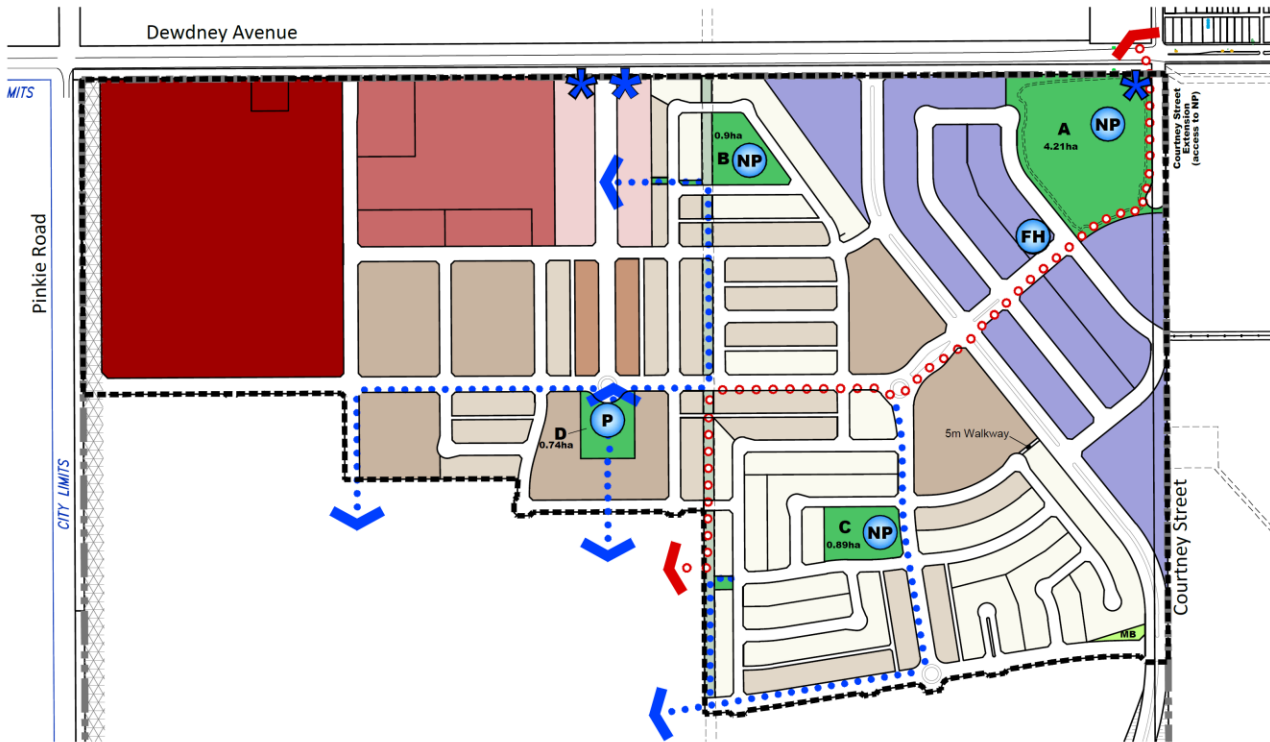 Dewdney Avenue
MITS
Pinkie Road
CITY LIMITS
0.9ha
B
NP
A
4.21ha
NP
Courtney Street
Extension
(access to NP)
FH
D
0.74ha
P
5m Walkway
C
0.89ha
NP
MB
Courtney Street